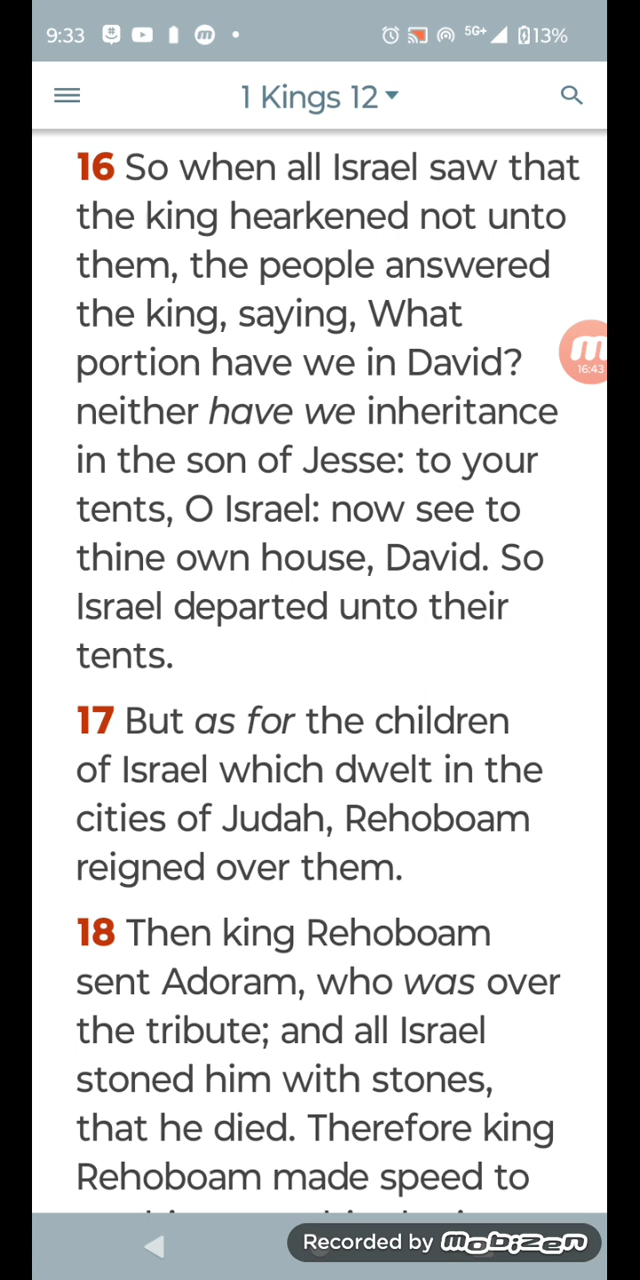 9:33 5G+ 13%
1 Kings 12
16 So when all Israel saw that
the king hearkened not unto
them, the people answered
the king, saying, What
portion have we in David?
16:43
neither have we inheritance
in the son of Jesse: to your
tents, O Israel: now see to
thine own house, David. So
Israel departed unto their
tents.
17 But as for the children
of Israel which dwelt in the
cities of Judah, Rehoboam
reigned over them.
18 Then king Rehoboam
sent Adoram, who was over
the tribute; and all Israel
stoned him with stones,
that he died. Therefore king
Rehoboam made speed to
Recorded by mobizen